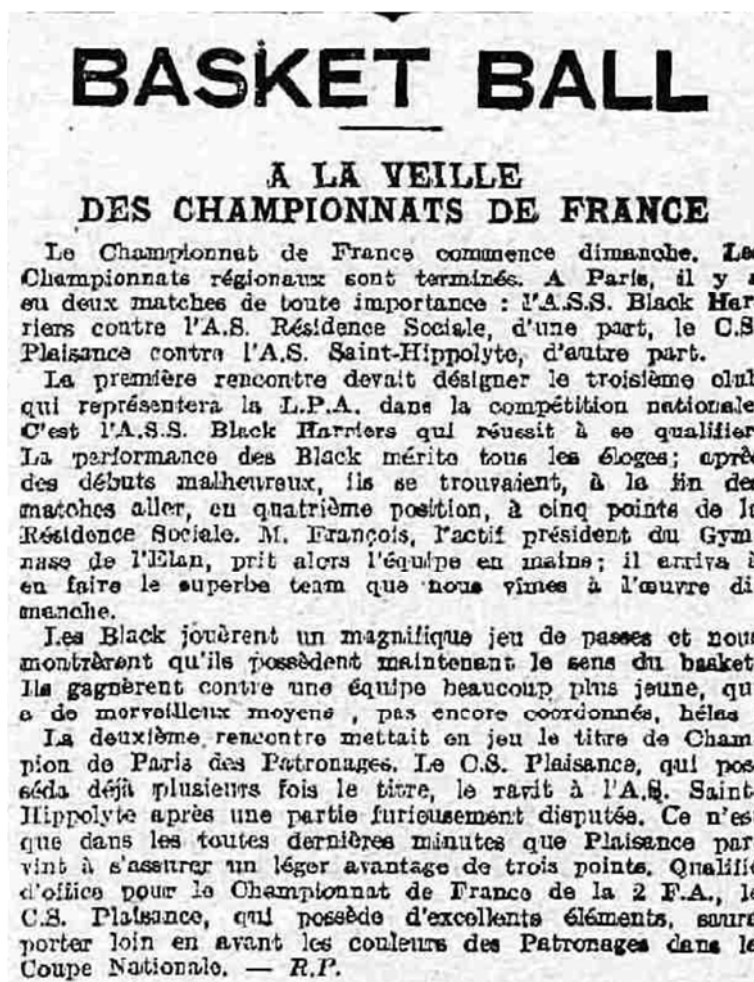 BASKET BALL
A LA VEILLE
DES CHAMPIONNATS DE FRANCE
Le Championnat de France commence dimanche. Les
Championnats régionaux sont terminés. A Paris, il y a
eu deux matches de toute importance : l'A.S.S. Black Har
riers contre l'A.S. Résidence Sociale, d'une part, le C.S.
Plaisance contre l'A.S. Saint-Hippolyte, d'autre part.
La première rencontre devait désigner le troisième club
qui représentera la L.P.A. dans la compétition nationale
C'est l'A.S.S. Black Harriers qui réussit à se qualifier
La performance des Black mérite tous les éloges; après
des débuts malheureux, ils se trouvaient, à la fin des
matches aller, en quatrième position, à cinq points de la
Résidence Sociale. M. François, l'actif président du Gym
nase de l'Elan, prit alors l'équipe en mains; il arriva à
en faire le superbe team que nous vîmes à l'œuvre di
manche.
Les Black jouèrent un magnifique jeu de passes et nous
montrèrent qu'ils possèdent maintenant le sens du basket
Ils gagnèrent contre une équipe beaucoup plus jeune, qui
a de merveilleux moyens, pas encore coordonnés, hélas
La deuxième rencontre mettait en jeu le titre de Cham
pion de Paris des Patronages. Le C.S. Plaisance, qui pos
séda déjà plusieurs fois le titre, le ravit à l'A.S. Saint-
Hippolyte après une partie furieusement disputée. Ce n'est
que dans les toutes dernières minutes que Plaisance par
vint à s'assurer un léger avantage de trois points. Qualifié
d'office pour le Championnat de France de la 2 F.A., le
C.S. Plaisance, qui possède d'excellents éléments, saura
porter loin en avant les couleurs des Patronages dans la
Coupe Nationale. — R.P.